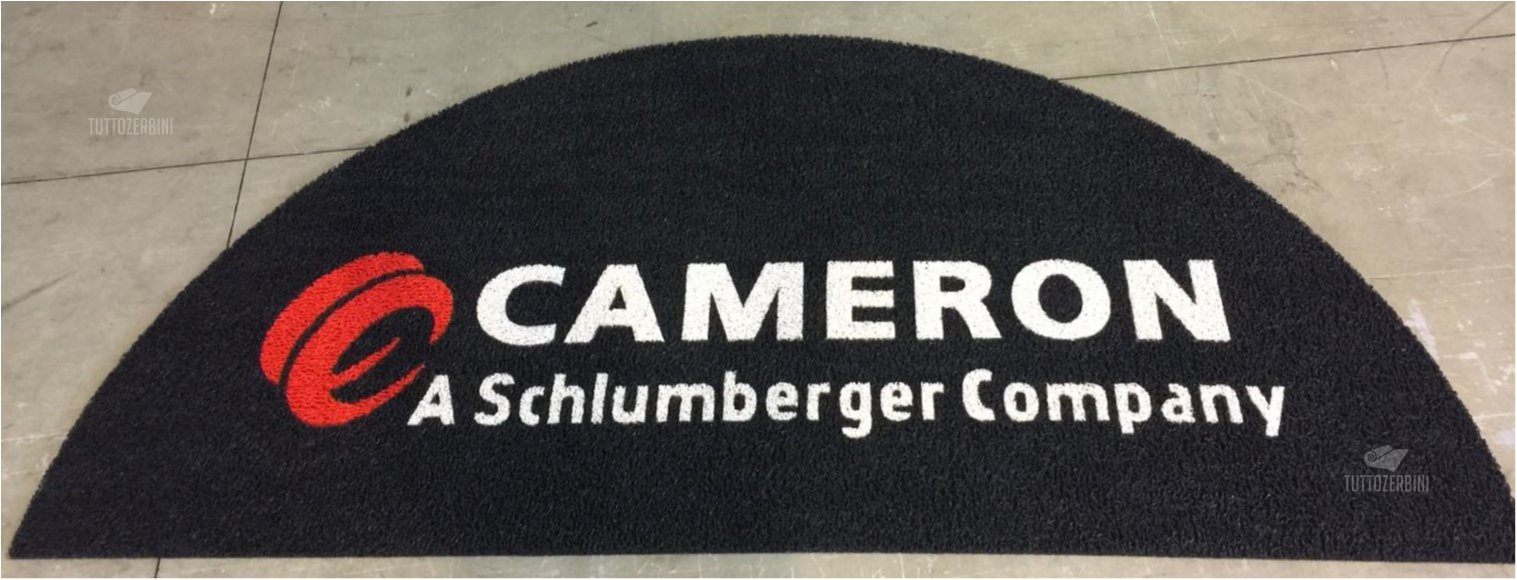 TUTTOZERBINI
CAMERON
A Schlumberger Company
TUTTOZERBINI